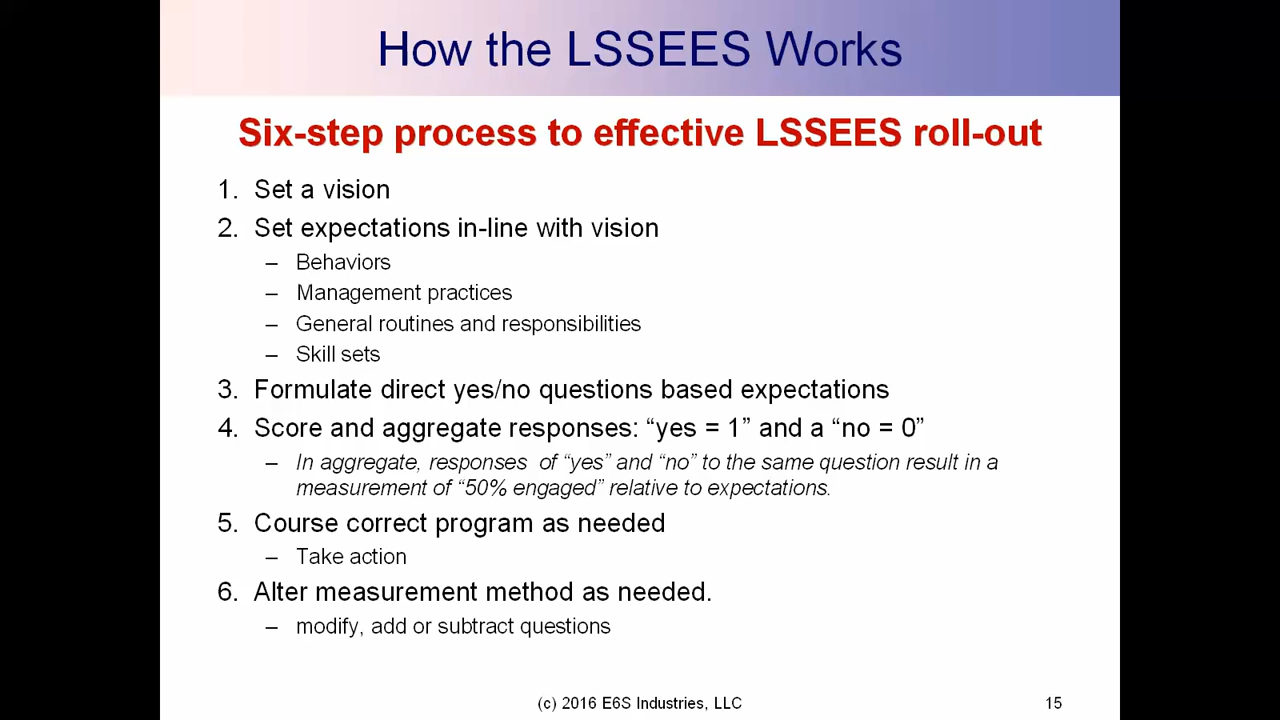 How the LSSEES Works
Six-step process to effective LSSEES roll-out
1. Set a vision
2. Set expectations in-line with vision
– Behaviors
– Management practices
– General routines and responsibilities
– Skill sets
3. Formulate direct yes/no questions based expectations
4. Score and aggregate responses: “yes = 1” and a “no = 0”
– In aggregate, responses of “yes” and “no” to the same question result in a
measurement of “50% engaged” relative to expectations.
5. Course correct program as needed
– Take action
6. Alter measurement method as needed.
– modify, add or subtract questions
(c) 2016 E6S Industries, LLC
15